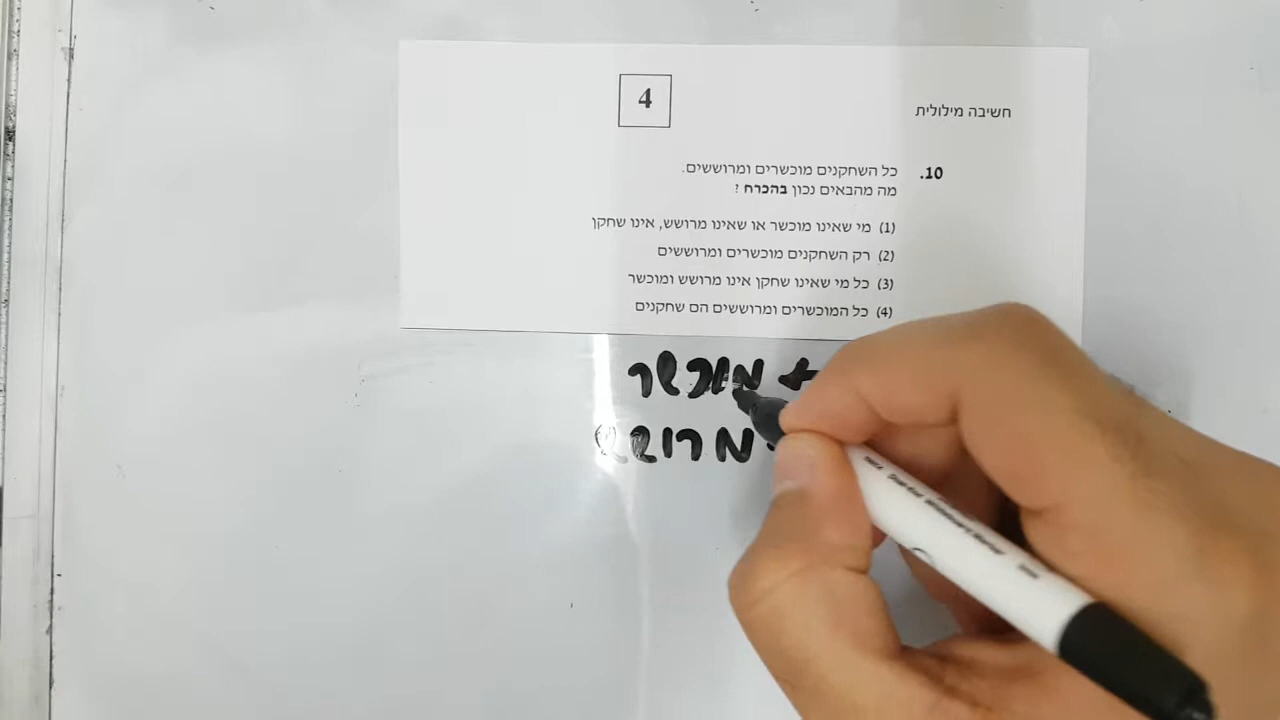 חשיבה מילולית
4
10. כל השחקנים מוכשרים ומרוששים.
מה מהבאים נכון בהכרח ?
(1) מי שאינו מוכשר או שאינו מרושש, אינו שחקן
(2) רק השחקנים מוכשרים ומרוששים
(3) כל מי שאינו שחקן אינו מרושש ומוכשר
(4) כל המוכשרים ומרוששים הם שחקנים
+ מוכשר
מרושש